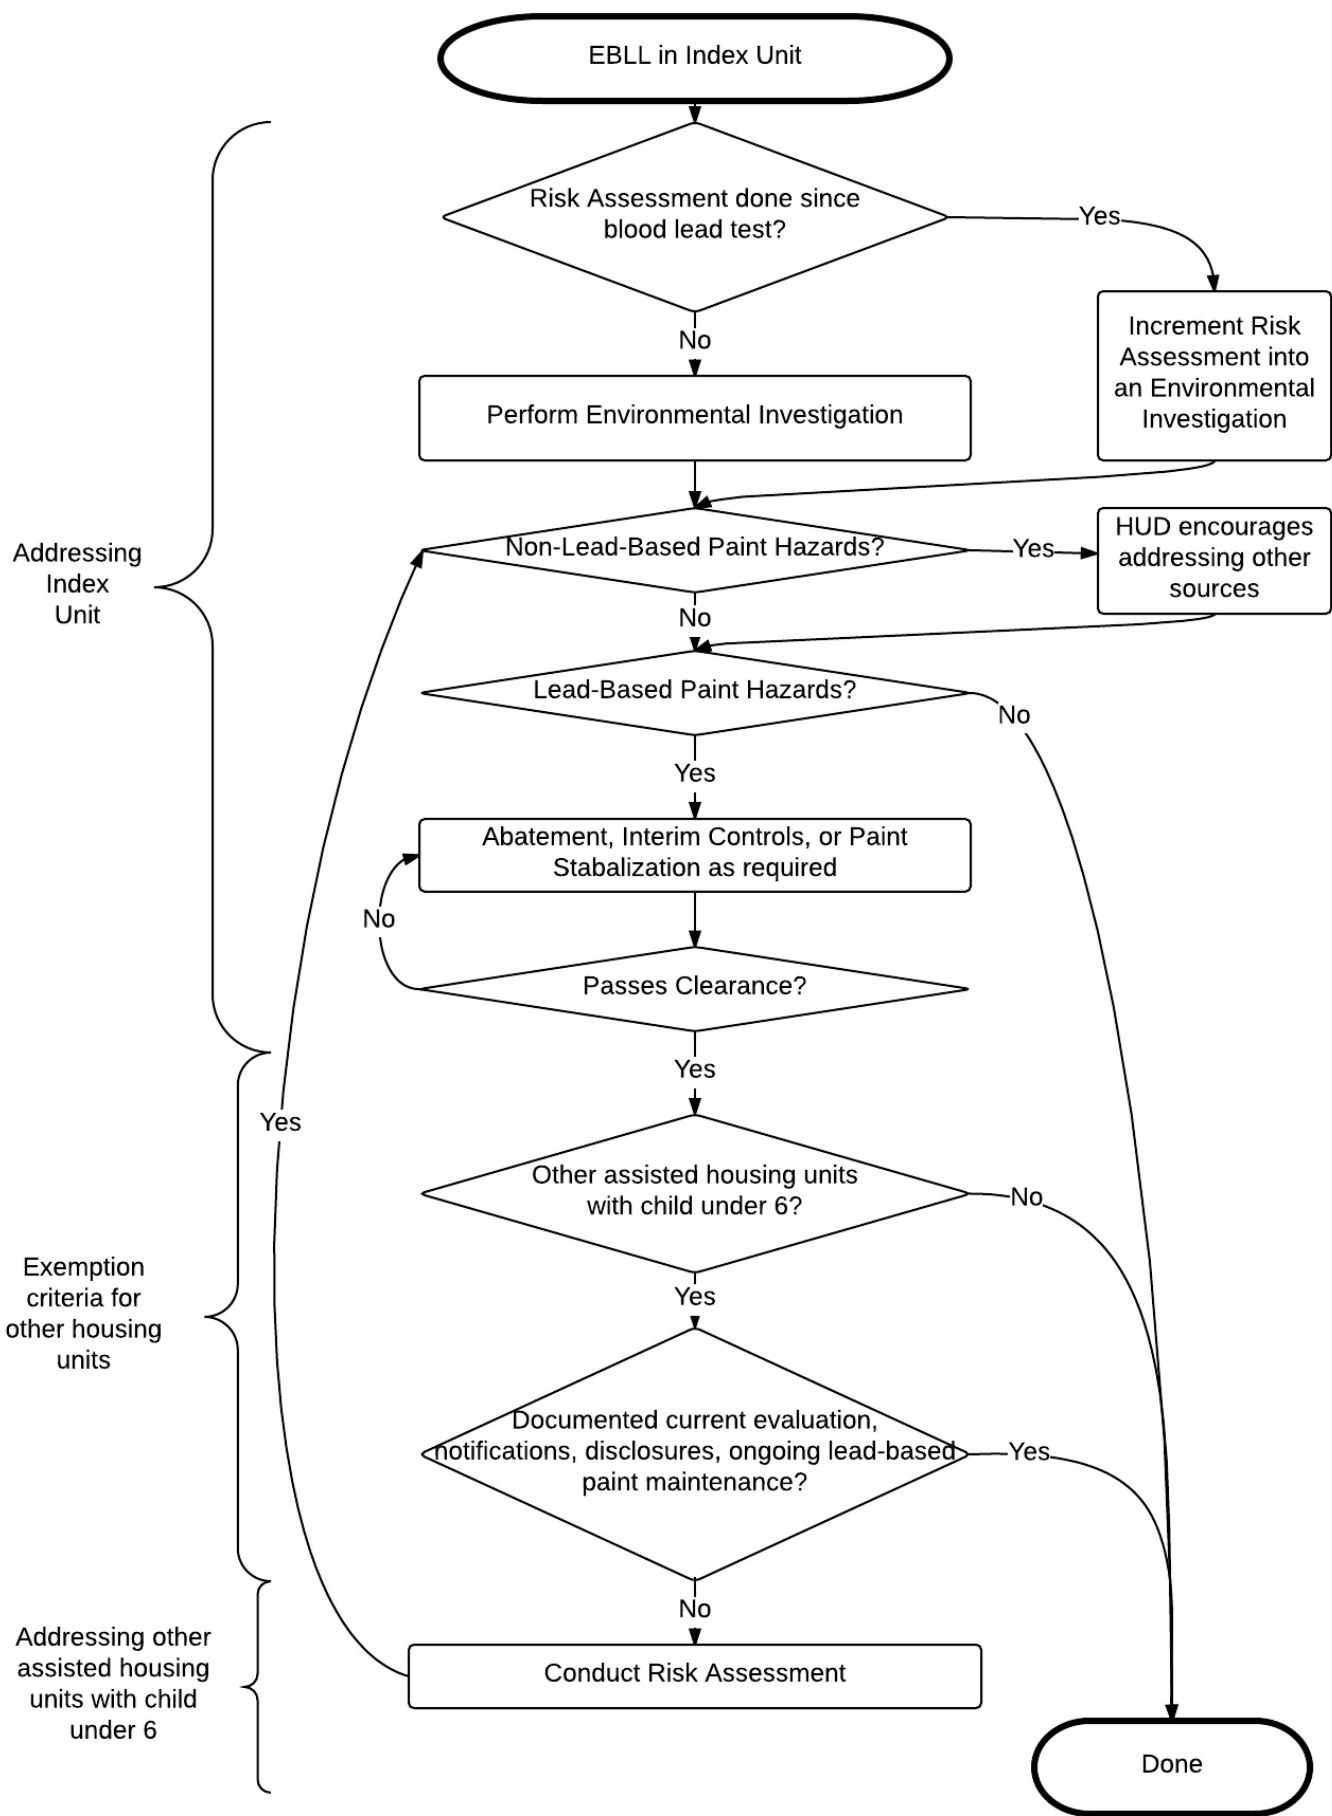 EBLL in Index Unit
Risk Assessment done since
blood lead test?
Yes
No
Increment Risk
Assessment into
an Environmental
Investigation
Perform Environmental Investigation
Non-Lead-Based Paint Hazards?
Yes
HUD encourages
addressing other
sources
No
Addressing
Index
Unit
Lead-Based Paint Hazards?
No
Yes
Abatement, Interim Controls, or Paint
Stabalization as required
No
Passes Clearance?
Yes
Yes
Other assisted housing units
with child under 6?
No
Yes
Exemption
criteria for
other housing
units
Documented current evaluation,
notifications, disclosures, ongoing lead-based
paint maintenance?
Yes
No
Addressing other
assisted housing
units with child
under 6
Conduct Risk Assessment
Done